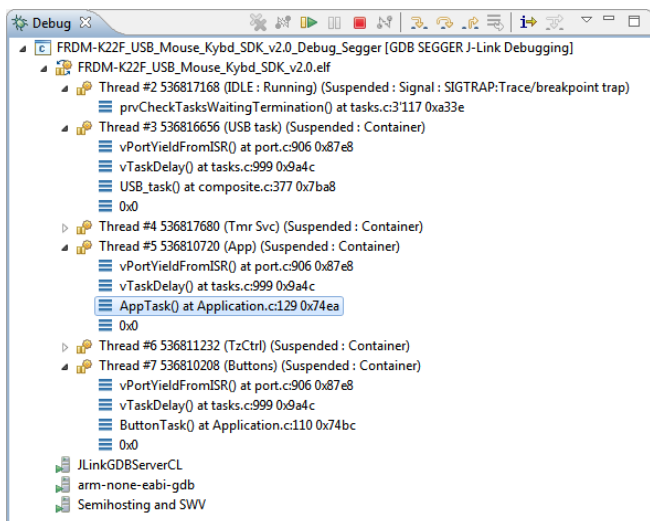 Debug
FRDM-K22F_USB_Mouse_Kybd_SDK_v2.0_Debug_Segger [GDB SEGGER J-Link Debugging]
FRDM-K22F_USB_Mouse_Kybd_SDK_v2.0.elf
Thread #2 536817168 (IDLE : Running) (Suspended : Signal : SIGTRAP:Trace/breakpoint trap)
prvCheckTasksWaitingTermination() at tasks.c:3'117 0xa33e
Thread #3 536816656 (USB task) (Suspended : Container)
vPortYieldFromISR() at port.c:906 0x87e8
vTaskDelay() at tasks.c:999 0x9a4c
USB_task() at composite.c:377 0x7ba8
0x0
Thread #4 536817680 (Tmr Svc) (Suspended : Container)
Thread #5 536810720 (App) (Suspended : Container)
vPortYieldFromISR() at port.c:906 0x87e8
vTaskDelay() at tasks.c:999 0x9a4c
AppTask() at Application.c:129 0x74ea
0x0
Thread #6 536811232 (TzCtrl) (Suspended : Container)
Thread #7 536810208 (Buttons) (Suspended : Container)
vPortYieldFromISR() at port.c:906 0x87e8
vTaskDelay() at tasks.c:999 0x9a4c
ButtonTask() at Application.c:110 0x74bc
0x0
JLinkGDBServerCL
arm-none-eabi-gdb
Semihosting and SWV